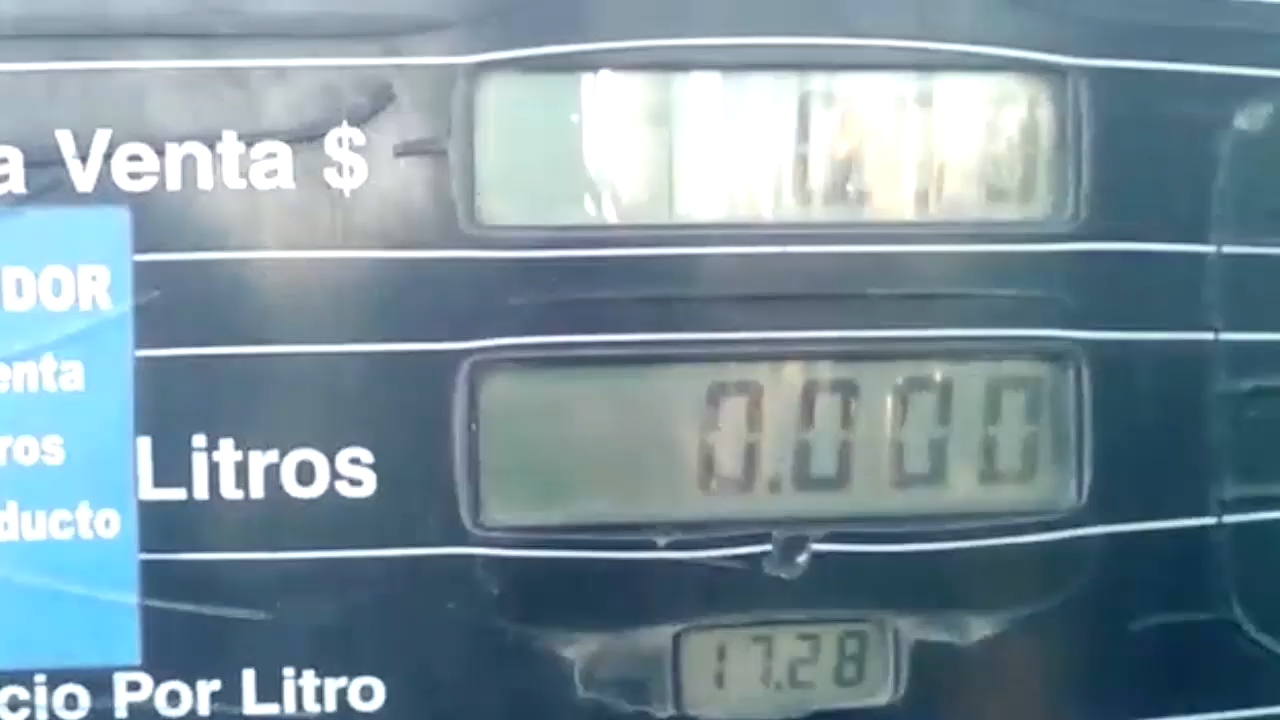 a Venta $
DOR
enta
ros
ducto
Litros
0.000
cio Por Litro
17.28